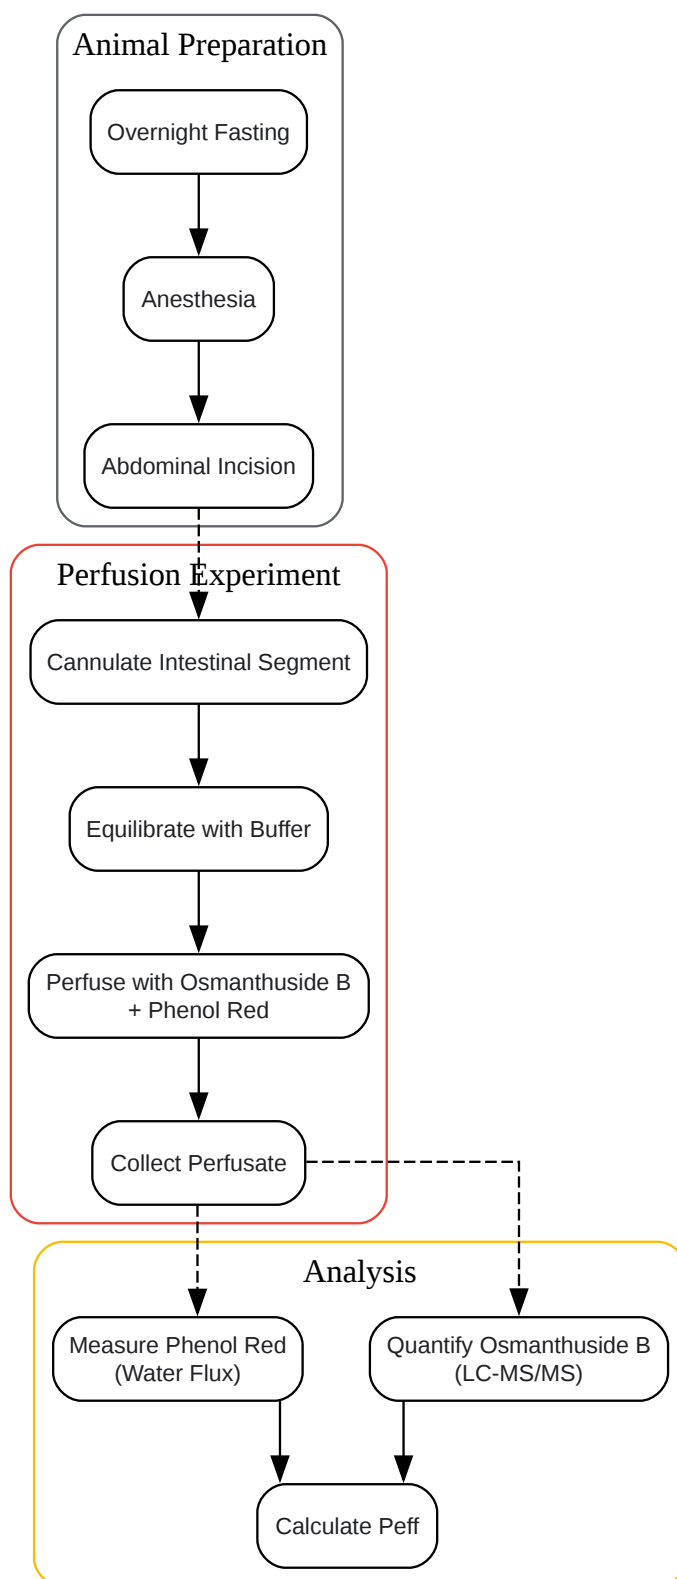 Animal Preparation
Overnight Fasting
Anesthesia
Abdominal Incision
Perfusion Experiment
Cannulate Intestinal Segment
Equilibrate with Buffer
Perfuse with Osmanthuside B
+ Phenol Red
Collect Perfusate
Analysis
Measure Phenol Red
(Water Flux)
Quantify Osmanthuside B
(LC-MS/MS)
Calculate Peff